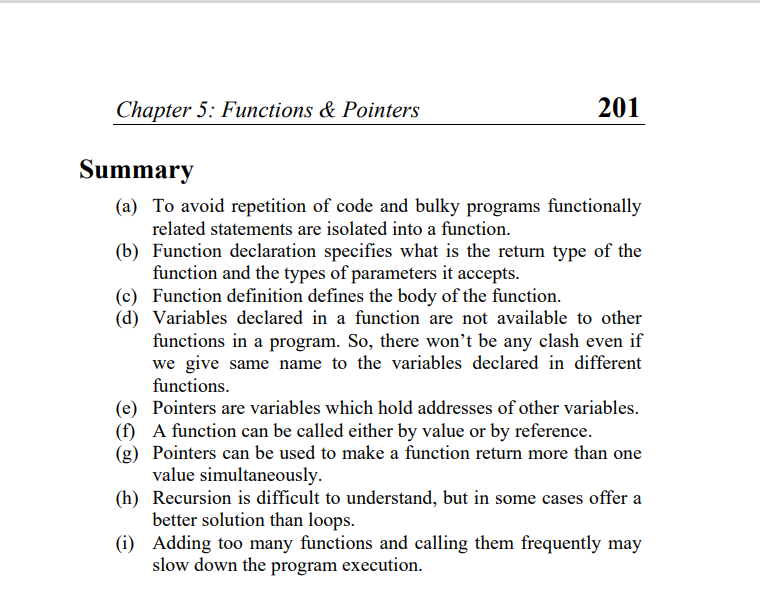 Chapter 5: Functions & Pointers 201
Summary
(a) To avoid repetition of code and bulky programs functionally
related statements are isolated into a function.
(b) Function declaration specifies what is the return type of the
function and the types of parameters it accepts.
(c) Function definition defines the body of the function.
(d) Variables declared in a function are not available to other
functions in a program. So, there won’t be any clash even if
we give same name to the variables declared in different
functions.
(e) Pointers are variables which hold addresses of other variables.
(f) A function can be called either by value or by reference.
(g) Pointers can be used to make a function return more than one
value simultaneously.
(h) Recursion is difficult to understand, but in some cases offer a
better solution than loops.
(i) Adding too many functions and calling them frequently may
slow down the program execution.